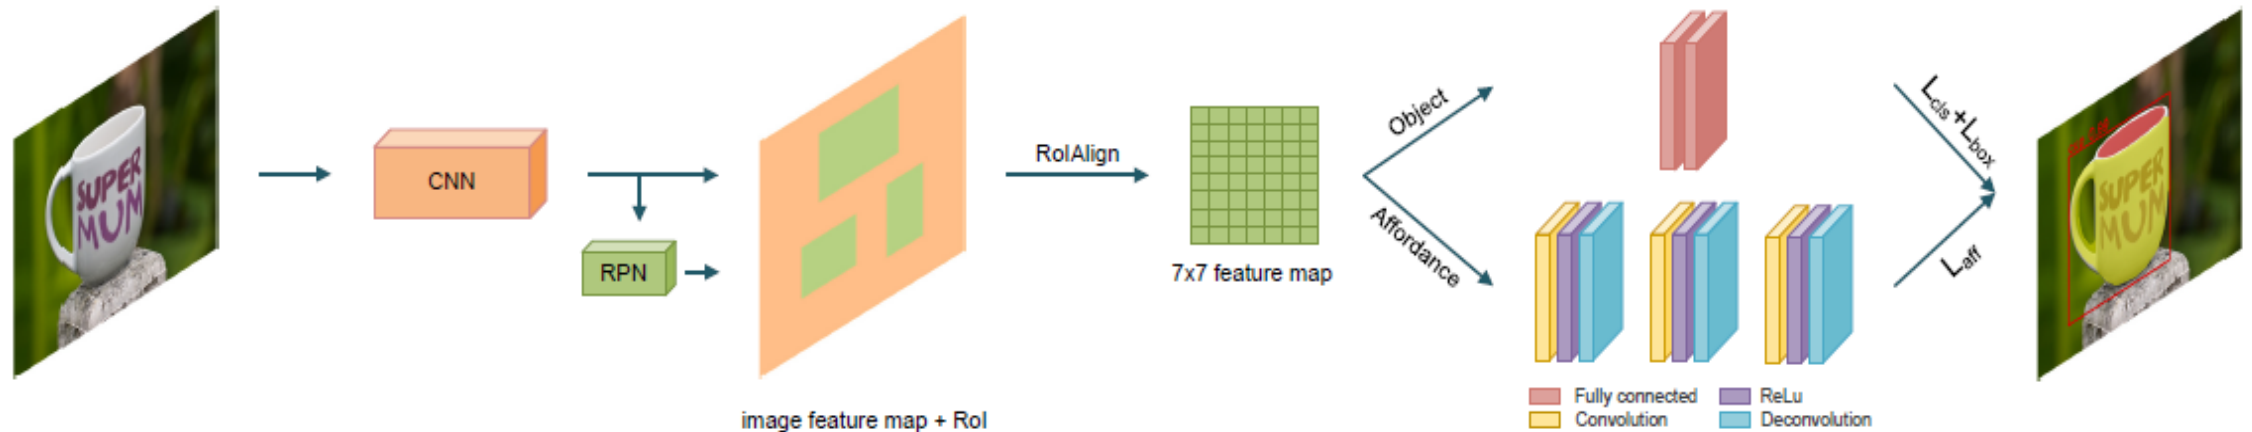 SUPER
MUM
CNN
RPN
image feature map + RoI
RoIAlign
7x7 feature map
Object
Affordance
Fully connected
Convolution
ReLu
Deconvolution
Lcls+Lbox
Laff
SUPER
MUM